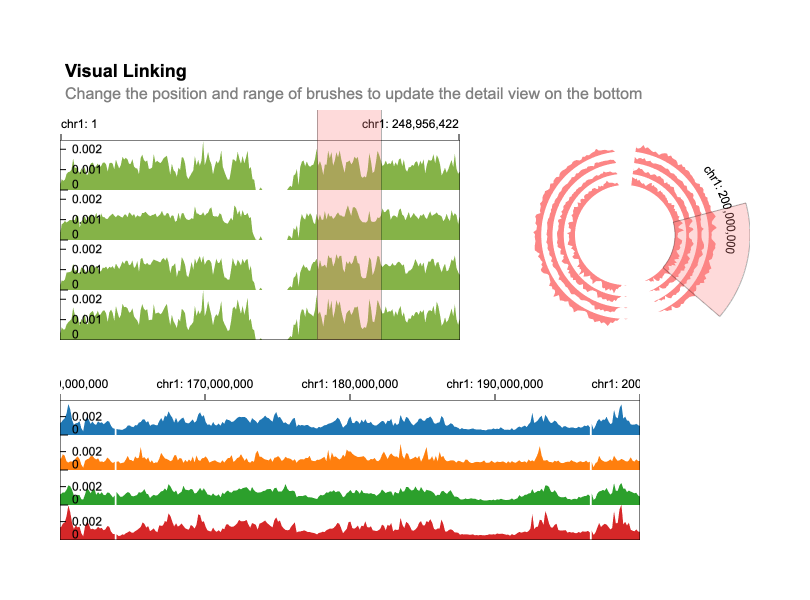 Visual Linking
Change the position and range of brushes to update the detail view on the bottom
chr1: 1
chr1: 248,956,422
0.002
0.001
0
0.002
0.001
0
0.002
0.001
0
0.002
0.001
0
chr1: 200,000,000
0,000,000
chr1: 170,000,000
chr1: 180,000,000
chr1: 190,000,000
chr1: 200
0.002
0
0.002
0
0.002
0
0.002
0